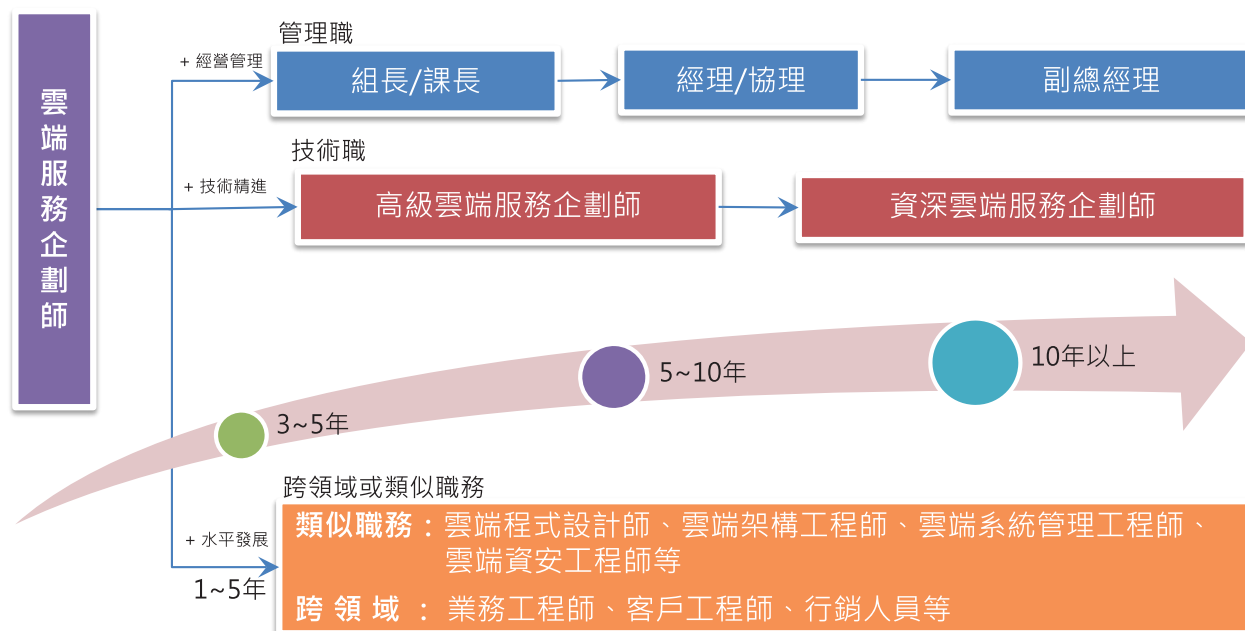 雲端服務企劃師
+ 經營管理
管理職
組長/課長
經理/協理
副總經理
技術職
+ 技術精進
高級雲端服務企劃師
資深雲端服務企劃師
3~5年
5~10年
10年以上
跨領域或類似職務
+ 水平發展
1~5年
類似職務：雲端程式設計師、雲端架構工程師、雲端系統管理工程師、
雲端資安工程師等
跨 領 域 ： 業務工程師、客戶工程師、行銷人員等